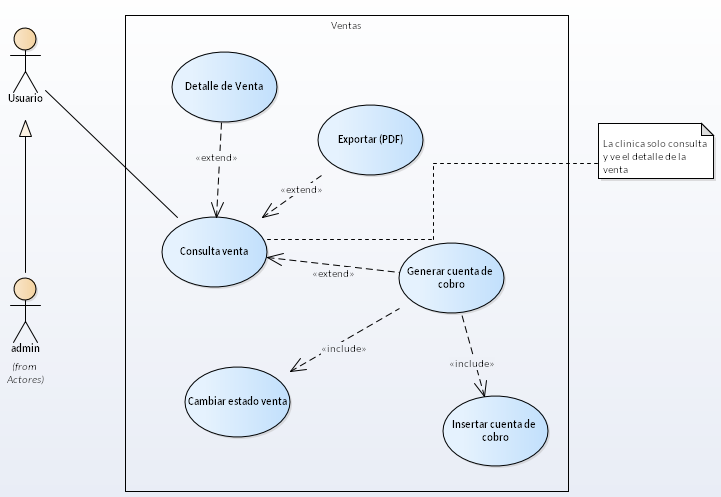 Ventas
Usuario
Detalle de Venta
Exportar (PDF)
La clinica solo consulta
y ve el detalle de la
venta
«extend»
«extend»
Consulta venta
«extend»
Generar cuenta de
cobro
admin
(from
Actores)
«include»
«include»
Cambiar estado venta
Insertar cuenta de
cobro